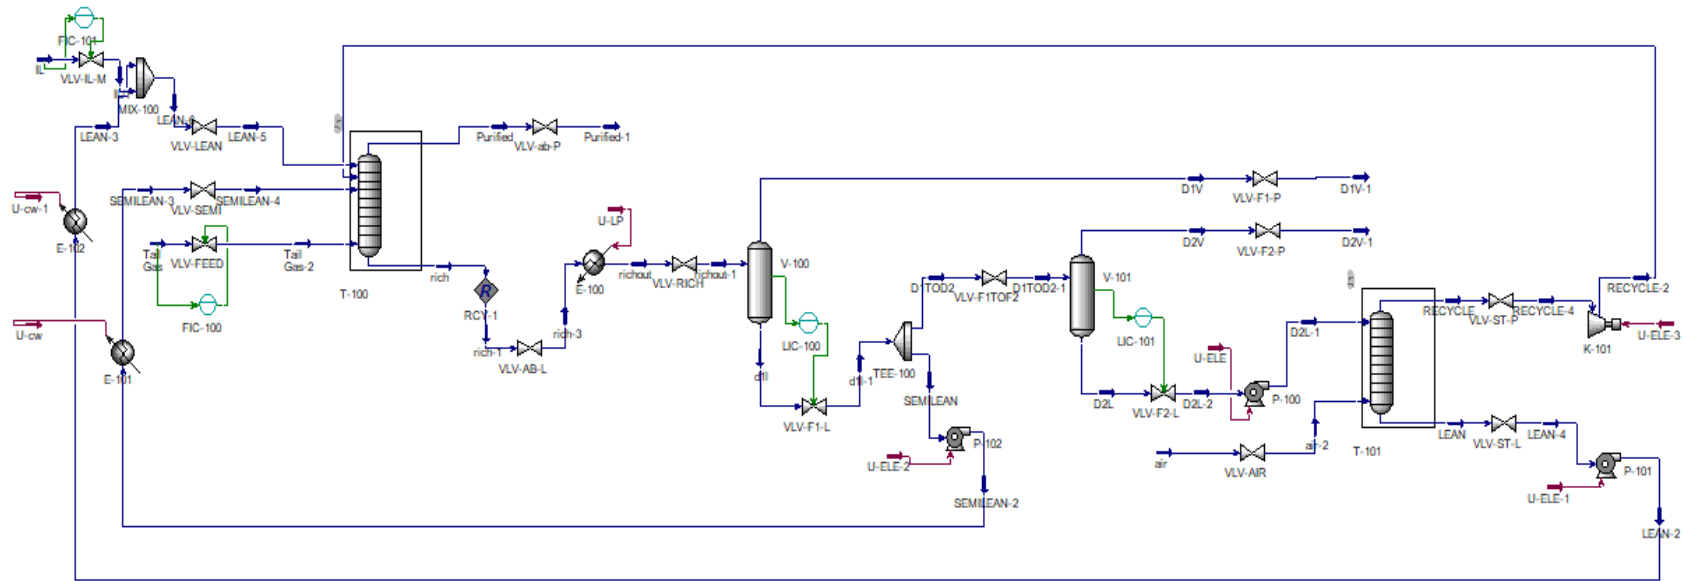 FIC-101
IL
VLV-IL-M
MIX-100
LEAN-3
LEAN-6
VLV-LEAN
LEAN-5
Purified
VLV-ab-P
Purified-1
U-cw-1
E-102
SEMILEAN-3
VLV-SEMI
SEMILEAN-4
Tail
Gas
VLV-FEED
Tail
Gas-2
FIC-100
T-100
rich
RCY-1
rich-1
VLV-AB-L
rich-3
U-LP
E-100
richout
VLV-RICH
richout-1
V-100
LIC-100
d1l
VLV-F1-L
d1l-1
TEE-100
D1TOD2
VLV-F1TOF2
D1TOD2-1
SEMILEAN
P-102
U-ELE-2
SEMILEAN-2
U-cw
E-101
D1V
VLV-F1-P
D1V-1
D2V
VLV-F2-P
D2V-1
V-101
LIC-101
D2L
VLV-F2-L
D2L-2
U-ELE
P-100
D2L-1
air
VLV-AIR
air-2
T-101
RECYCLE
VLV-ST-P
RECYCLE-4
RECYCLE-2
K-101
U-ELE-3
LEAN
VLV-ST-L
LEAN-4
P-101
U-ELE-1
LEAN-2